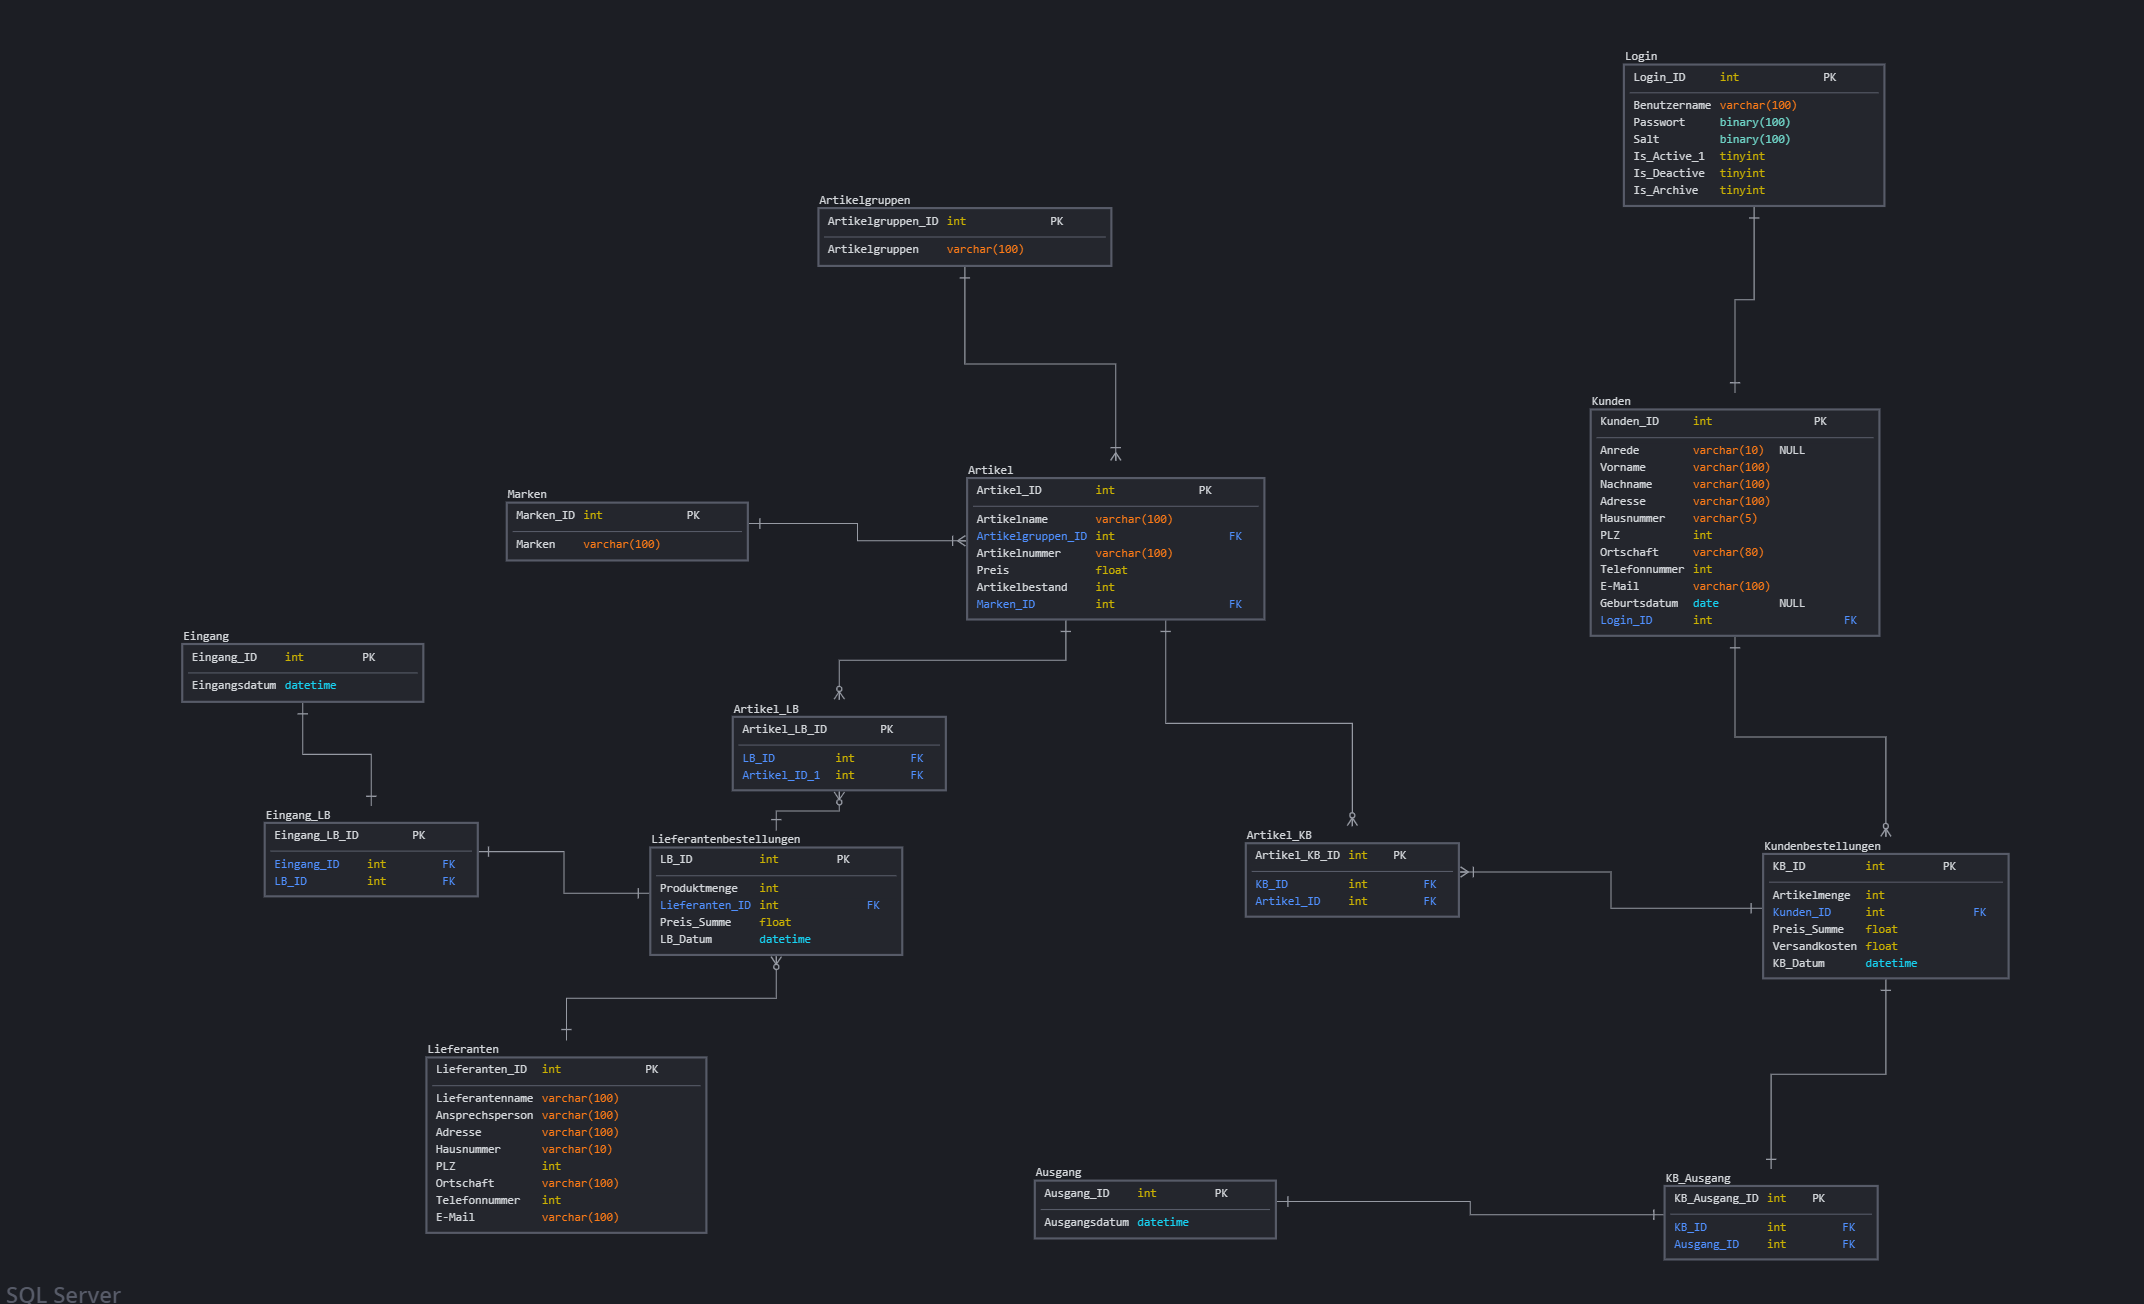 Login
Login_ID int PK
Benutzername varchar(100)
Passwort binary(100)
Salt binary(100)
Is_Active_1 tinyint
Is_Deactive tinyint
Is_Archive tinyint
Artikelgruppen
Artikelgruppen_ID int PK
Artikelgruppen varchar(100)
Kunden
Kunden_ID int PK
Anrede varchar(10) NULL
Vorname varchar(100)
Nachname varchar(100)
Adresse varchar(100)
Hausnummer varchar(5)
PLZ int
Ortschaft varchar(80)
Telefonnummer int
E-Mail varchar(100)
Geburtsdatum date NULL
Login_ID int FK
Artikel
Artikel_ID int PK
Artikelname varchar(100)
Artikelgruppen_ID int FK
Artikelnummer varchar(100)
Preis float
Artikelbestand int
Marken_ID int FK
Marken
Marken_ID int PK
Marken varchar(100)
Eingang
Eingang_ID int PK
Eingangsdatum datetime
Artikel_LB
Artikel_LB_ID PK
LB_ID int FK
Artikel_ID_1 int FK
Eingang_LB
Eingang_LB_ID PK
Eingang_ID int FK
LB_ID int FK
Lieferantenbestellungen
LB_ID int PK
Produktmenge int
Lieferanten_ID int FK
Preis_Summe float
LB_Datum datetime
Artikel_KB
Artikel_KB_ID int PK
KB_ID int FK
Artikel_ID int FK
Kundenbestellungen
KB_ID int PK
Artikelmenge int
Kunden_ID int FK
Preis_Summe float
Versandkosten float
KB_Datum datetime
Lieferanten
Lieferanten_ID int PK
Lieferantenname varchar(100)
Ansprechsperson varchar(100)
Adresse varchar(100)
Hausnummer varchar(10)
PLZ int
Ortschaft varchar(100)
Telefonnummer int
E-Mail varchar(100)
Ausgang
Ausgang_ID int PK
Ausgangsdatum datetime
KB_Ausgang
KB_Ausgang_ID int PK
KB_ID int FK
Ausgang_ID int FK
SQL Server